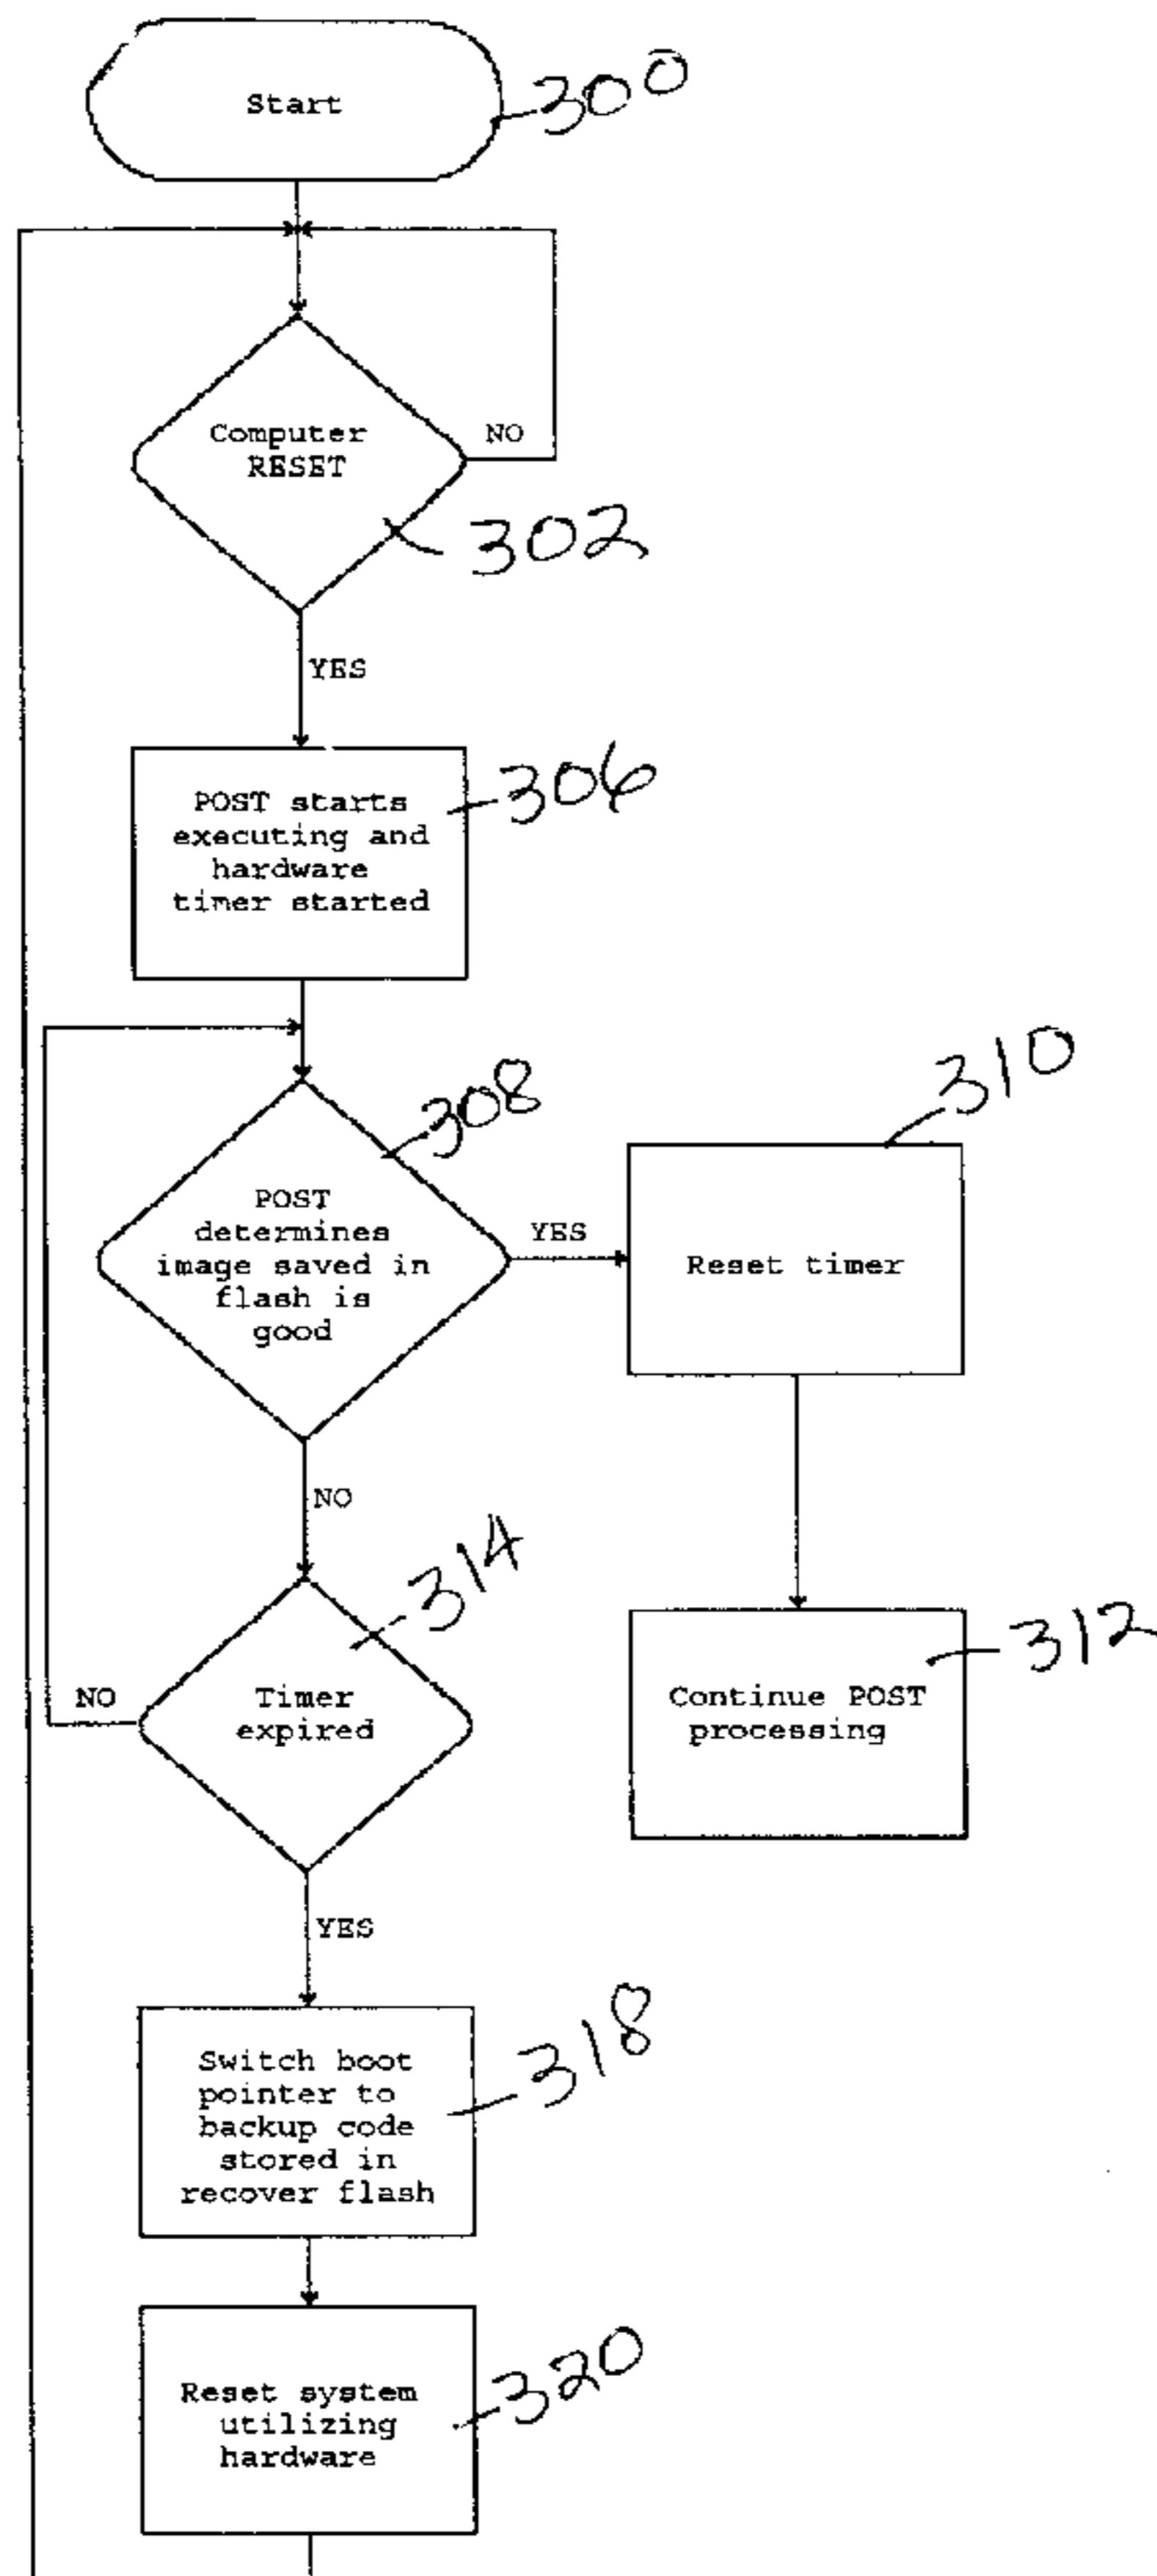 Start
300
Computer
RESET
NO
302
YES
POST starts
executing and
hardware
timer started
306
308
POST
determines
image saved in
flash is
good
YES
310
Reset timer
NO
314
Timer
expired
NO
312
Continue POST
processing
YES
Switch boot
pointer to
backup code
stored in
recover flash
318
Reset system
utilizing
hardware
320